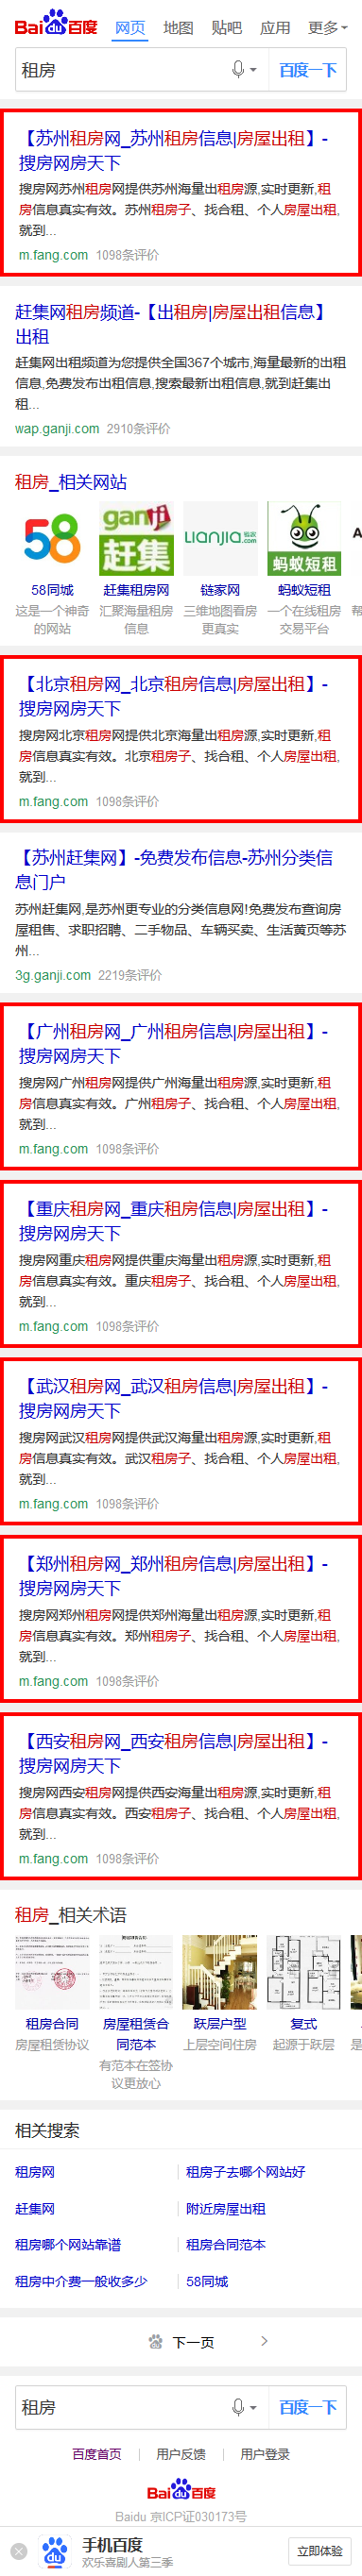 Bai du 百度 网页 地图 贴吧 应用 更多
租房 百度一下
【苏州租房网_苏州租房信息|房屋出租】-
搜房网房天下
搜房网苏州租房网提供苏州海量出租房源,实时更新,租
房信息真实有效。苏州租房子、找合租、个人房屋出租,
就到...
m.fang.com 1098条评价
赶集网租房频道-【出租房|房屋出租信息】
出租
赶集网出租频道为您提供全国367个城市,海量最新的出租
信息,免费发布出租信息,搜索最新出租信息,就到赶集出
租...
wap.ganji.com 2910条评价
租房_相关网站
58 ganji 赶集 LIANJIA 链家 蚂蚁短租
58同城 赶集租房网 链家网 蚂蚁短租
这是一个神奇 汇聚海量租房 三维地图看房 一个在线租房
的网站 信息 更真实 交易平台
【北京租房网_北京租房信息|房屋出租】-
搜房网房天下
搜房网北京租房网提供北京海量出租房源,实时更新,租
房信息真实有效。北京租房子、找合租、个人房屋出租,
就到...
m.fang.com 1098条评价
【苏州赶集网】-免费发布信息-苏州分类信
息门户
苏州赶集网,是苏州更专业的分类信息网!免费发布查询房
屋租售、求职招聘、二手物品、车辆买卖、生活黄页等苏
州...
3g.ganji.com 2219条评价
【广州租房网_广州租房信息|房屋出租】-
搜房网房天下
搜房网广州租房网提供广州海量出租房源,实时更新,租
房信息真实有效。广州租房子、找合租、个人房屋出租,
就到...
m.fang.com 1098条评价
【重庆租房网_重庆租房信息|房屋出租】-
搜房网房天下
搜房网重庆租房网提供重庆海量出租房源,实时更新,租
房信息真实有效。重庆租房子、找合租、个人房屋出租,
就到...
m.fang.com 1098条评价
【武汉租房网_武汉租房信息|房屋出租】-
搜房网房天下
搜房网武汉租房网提供武汉海量出租房源,实时更新,租
房信息真实有效。武汉租房子、找合租、个人房屋出租,
就到...
m.fang.com 1098条评价
【郑州租房网_郑州租房信息|房屋出租】-
搜房网房天下
搜房网郑州租房网提供郑州海量出租房源,实时更新,租
房信息真实有效。郑州租房子、找合租、个人房屋出租,
就到...
m.fang.com 1098条评价
【西安租房网_西安租房信息|房屋出租】-
搜房网房天下
搜房网西安租房网提供西安海量出租房源,实时更新,租
房信息真实有效。西安租房子、找合租、个人房屋出租,
就到...
m.fang.com 1098条评价
租房_相关术语
租房合同 房屋租赁合 跃层户型 复式
同范本
房屋租赁协议 有范本在签协 上层空间住房 起源于跃层 是
议更放心
相关搜索
租房网 租房子去哪个网站好
赶集网 附近房屋出租
租房哪个网站靠谱 租房合同范本
租房中介费一般收多少 58同城
下一页
租房 百度一下
百度首页 用户反馈 用户登录
Bai du 百度
Baidu 京ICP证030173号
du 手机百度 立即体验
欢乐喜剧人第三季